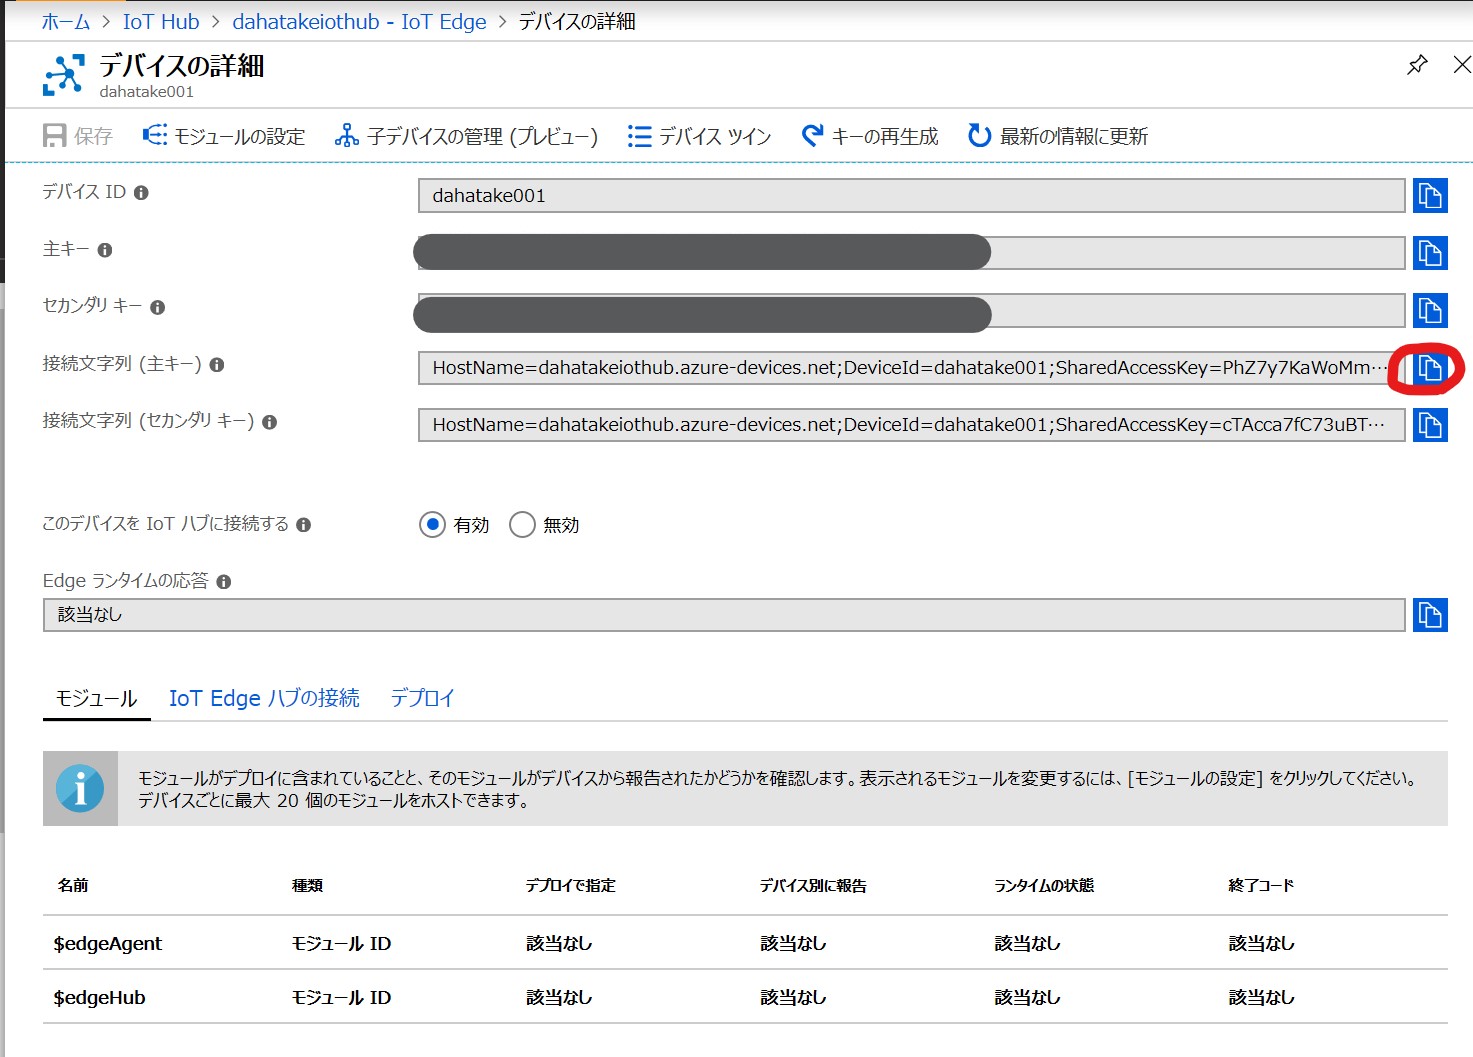 ホーム > IoT Hub > dahatakeiothub - IoT Edge > デバイスの詳細
デバイスの詳細
dahatake001
保存 モジュールの設定 子デバイスの管理 (プレビュー) デバイス ツイン キーの再生成 最新の情報に更新
デバイス ID dahatake001
主キー
セカンダリ キー
接続文字列 (主キー) HostName=dahatakeiothub.azure-devices.net;DeviceId=dahatake001;SharedAccessKey=PhZ7y7KaWoMm···
接続文字列 (セカンダリ キー) HostName=dahatakeiothub.azure-devices.net;DeviceId=dahatake001;SharedAccessKey=cTAcca7fC73uBT···
このデバイスを IoT ハブに接続する 有効 無効
Edge ランタイムの応答
該当なし
モジュール IoT Edge ハブの接続 デプロイ
モジュールがデプロイに含まれていることと、そのモジュールがデバイスから報告されたかどうかを確認します。表示されるモジュールを変更するには、[モジュールの設定] をクリックしてください。
デバイスごとに最大 20 個のモジュールをホストできます。
名前 種類 デプロイで指定 デバイス別に報告 ランタイムの状態 終了コード
$edgeAgent モジュール ID 該当なし 該当なし 該当なし 該当なし
$edgeHub モジュール ID 該当なし 該当なし 該当なし 該当なし